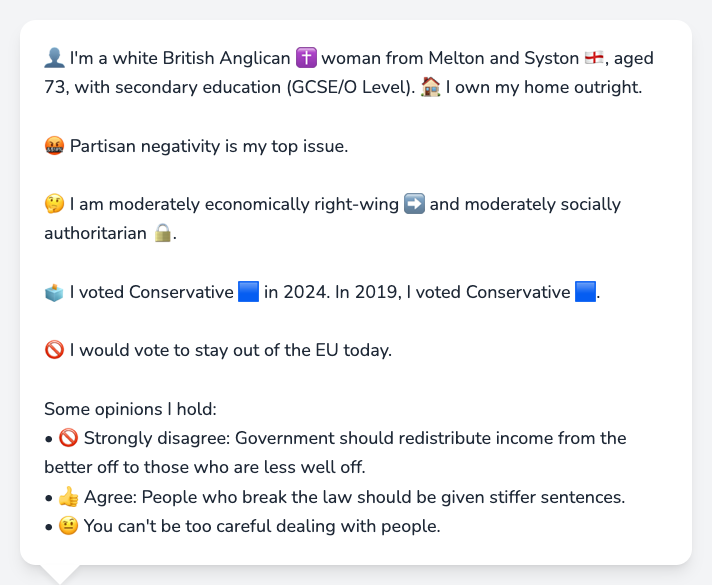 👤 I'm a white British Anglican ✝️ woman from Melton and Syston 🏴󠁧󠁢󠁥󠁮󠁧󠁿, aged
73, with secondary education (GCSE/O Level). 🏠 I own my home outright.
🤬 Partisan negativity is my top issue.
🤔 I am moderately economically right-wing ➡️ and moderately socially
authoritarian 🔒.
🗳️ I voted Conservative 🟦 in 2024. In 2019, I voted Conservative 🟦.
🚫 I would vote to stay out of the EU today.
Some opinions I hold:
• 🚫 Strongly disagree: Government should redistribute income from the
better off to those who are less well off.
• 👍 Agree: People who break the law should be given stiffer sentences.
• 🤨 You can't be too careful dealing with people.